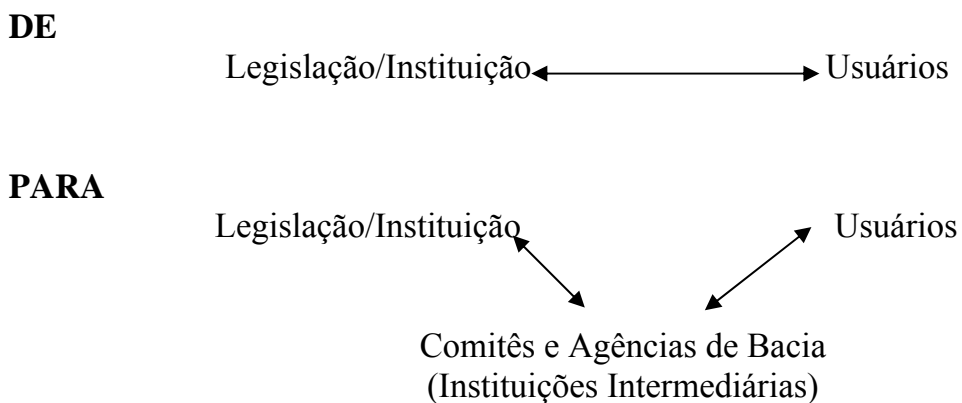 DE
Legislação/Instituição Usuários
PARA
Legislação/Instituição Usuários
Comitês e Agências de Bacia
(Instituições Intermediárias)